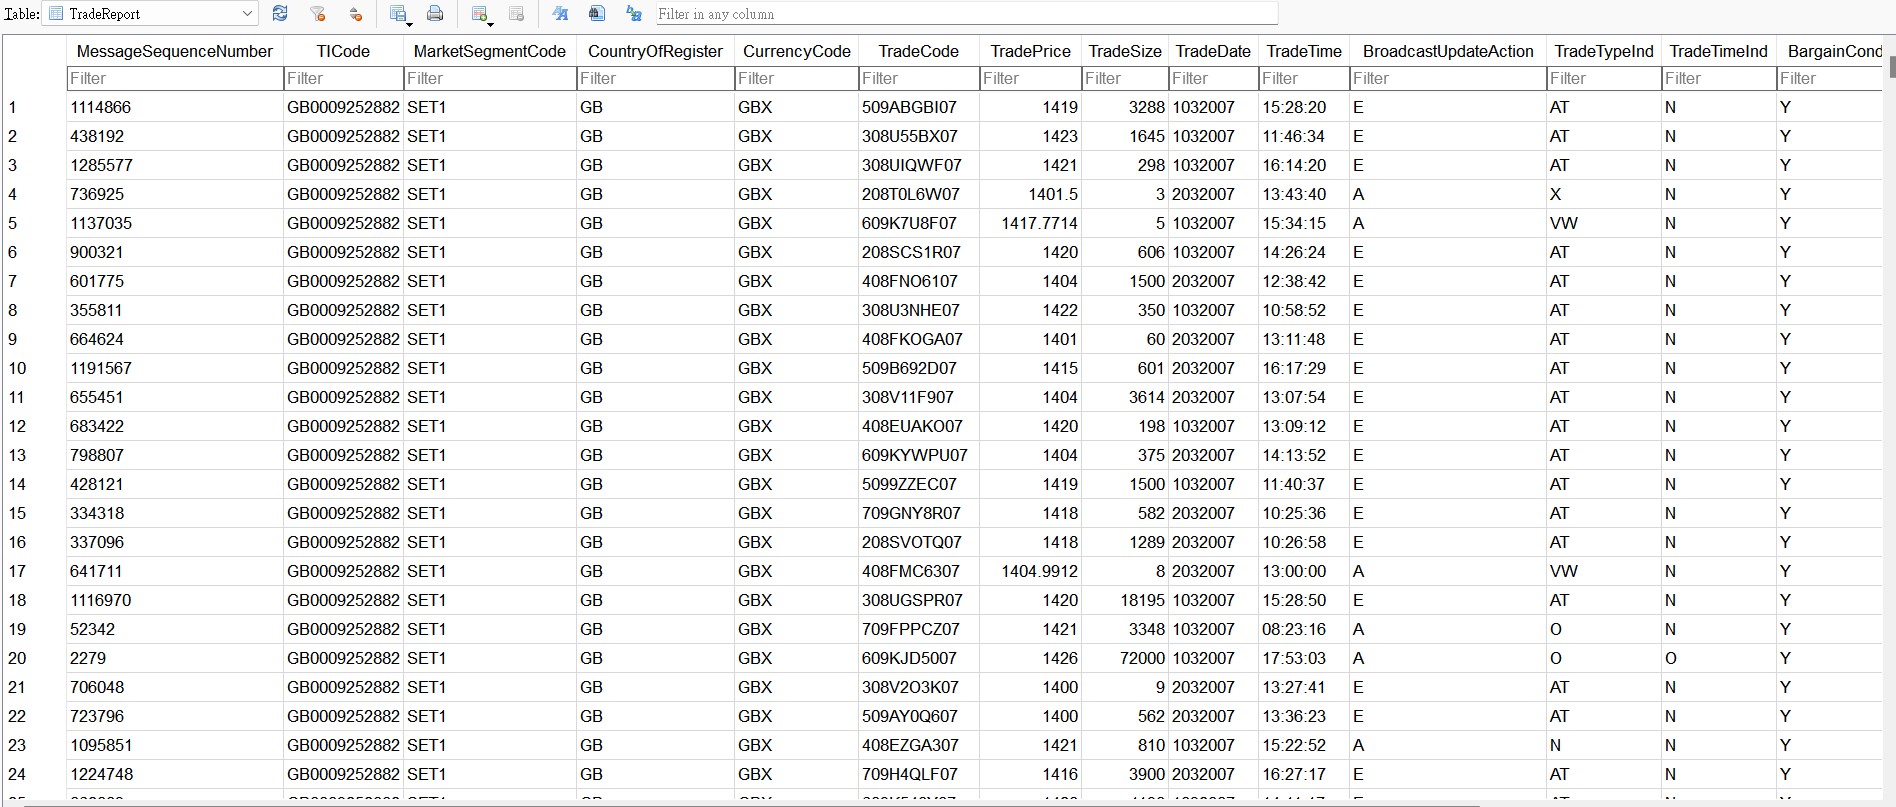 Table: TradeReport Filter in any column
MessageSequenceNumber TICode MarketSegmentCode CountryOfRegister CurrencyCode TradeCode TradePrice TradeSize TradeDate TradeTime BroadcastUpdateAction TradeTypeInd TradeTimeInd BargainCond
Filter Filter Filter Filter Filter Filter Filter Filter Filter Filter Filter Filter Filter Filter
1 1114866 GB0009252882 SET1 GB GBX 509ABGBI07 1419 3288 1032007 15:28:20 E AT N Y
2 438192 GB0009252882 SET1 GB GBX 308U55BX07 1423 1645 1032007 11:46:34 E AT N Y
3 1285577 GB0009252882 SET1 GB GBX 308UIQWF07 1421 298 1032007 16:14:20 E AT N Y
4 736925 GB0009252882 SET1 GB GBX 208T0L6W07 1401.5 3 2032007 13:43:40 A X N Y
5 1137035 GB0009252882 SET1 GB GBX 609K7U8F07 1417.7714 5 1032007 15:34:15 A VW N Y
6 900321 GB0009252882 SET1 GB GBX 208SCS1R07 1420 606 1032007 14:26:24 E AT N Y
7 601775 GB0009252882 SET1 GB GBX 408FNO6107 1404 1500 2032007 12:38:42 E AT N Y
8 355811 GB0009252882 SET1 GB GBX 308U3NHE07 1422 350 1032007 10:58:52 E AT N Y
9 664624 GB0009252882 SET1 GB GBX 408FKOGA07 1401 60 2032007 13:11:48 E AT N Y
10 1191567 GB0009252882 SET1 GB GBX 509B692D07 1415 601 2032007 16:17:29 E AT N Y
11 655451 GB0009252882 SET1 GB GBX 308V11F907 1404 3614 2032007 13:07:54 E AT N Y
12 683422 GB0009252882 SET1 GB GBX 408EUAKO07 1420 198 1032007 13:09:12 E AT N Y
13 798807 GB0009252882 SET1 GB GBX 609KYWPU07 1404 375 2032007 14:13:52 E AT N Y
14 428121 GB0009252882 SET1 GB GBX 5099ZZEC07 1419 1500 1032007 11:40:37 E AT N Y
15 334318 GB0009252882 SET1 GB GBX 709GNY8R07 1418 582 2032007 10:25:36 E AT N Y
16 337096 GB0009252882 SET1 GB GBX 208SVOTQ07 1418 1289 2032007 10:26:58 E AT N Y
17 641711 GB0009252882 SET1 GB GBX 408FMC6307 1404.9912 8 2032007 13:00:00 A VW N Y
18 1116970 GB0009252882 SET1 GB GBX 308UGSPR07 1420 18195 1032007 15:28:50 E AT N Y
19 52342 GB0009252882 SET1 GB GBX 709FPPCZ07 1421 3348 1032007 08:23:16 A O N Y
20 2279 GB0009252882 SET1 GB GBX 609KJD5007 1426 72000 1032007 17:53:03 A O O Y
21 706048 GB0009252882 SET1 GB GBX 308V2O3K07 1400 9 2032007 13:27:41 E AT N Y
22 723796 GB0009252882 SET1 GB GBX 509AY0Q607 1400 562 2032007 13:36:23 E AT N Y
23 1095851 GB0009252882 SET1 GB GBX 408EZGA307 1421 810 1032007 15:22:52 A N N Y
24 1224748 GB0009252882 SET1 GB GBX 709H4QLF07 1416 3900 2032007 16:27:17 E AT N Y